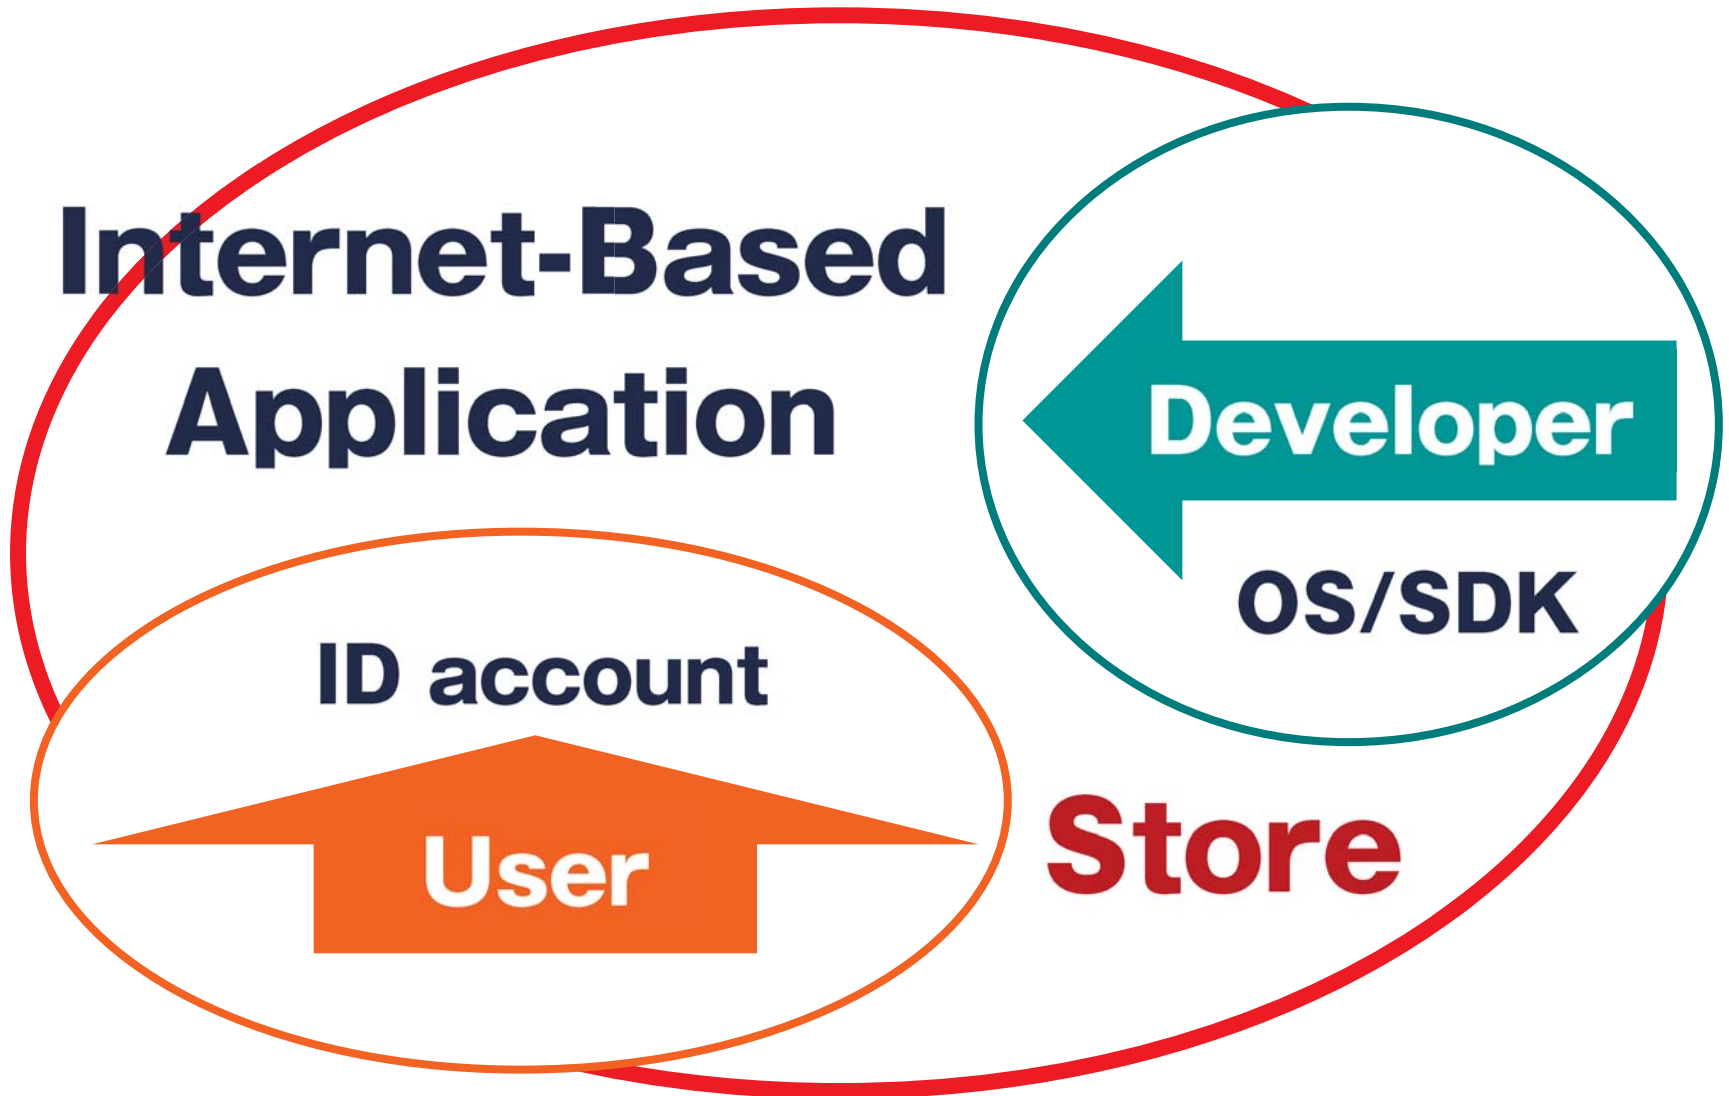 Internet-Based
Application
Developer
OS/SDK
ID account
User
Store